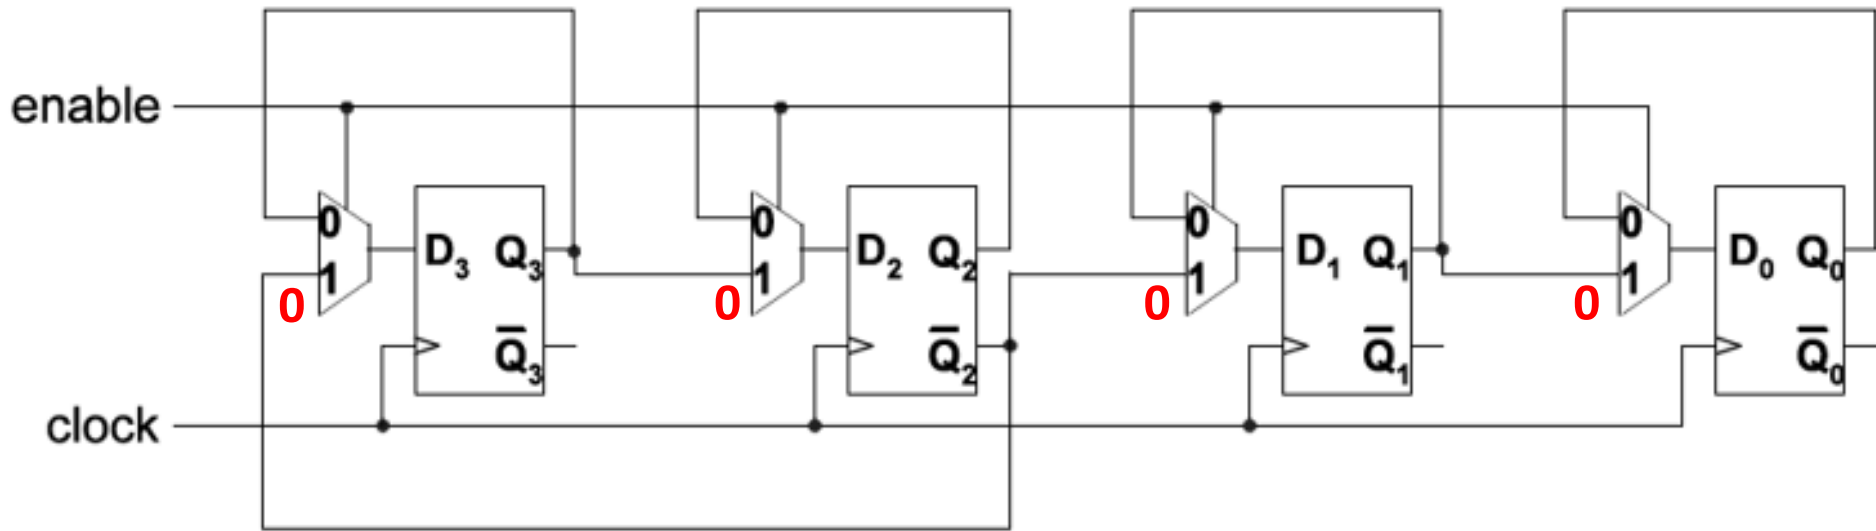 enable
0 0 0 0
D₃ Q₃ D₂ Q₂ D₁ Q₁ D₀ Q₀
1 1 1 1
0 0 0 0
Q̅₃ Q̅₂ Q̅₁ Q̅₀
clock